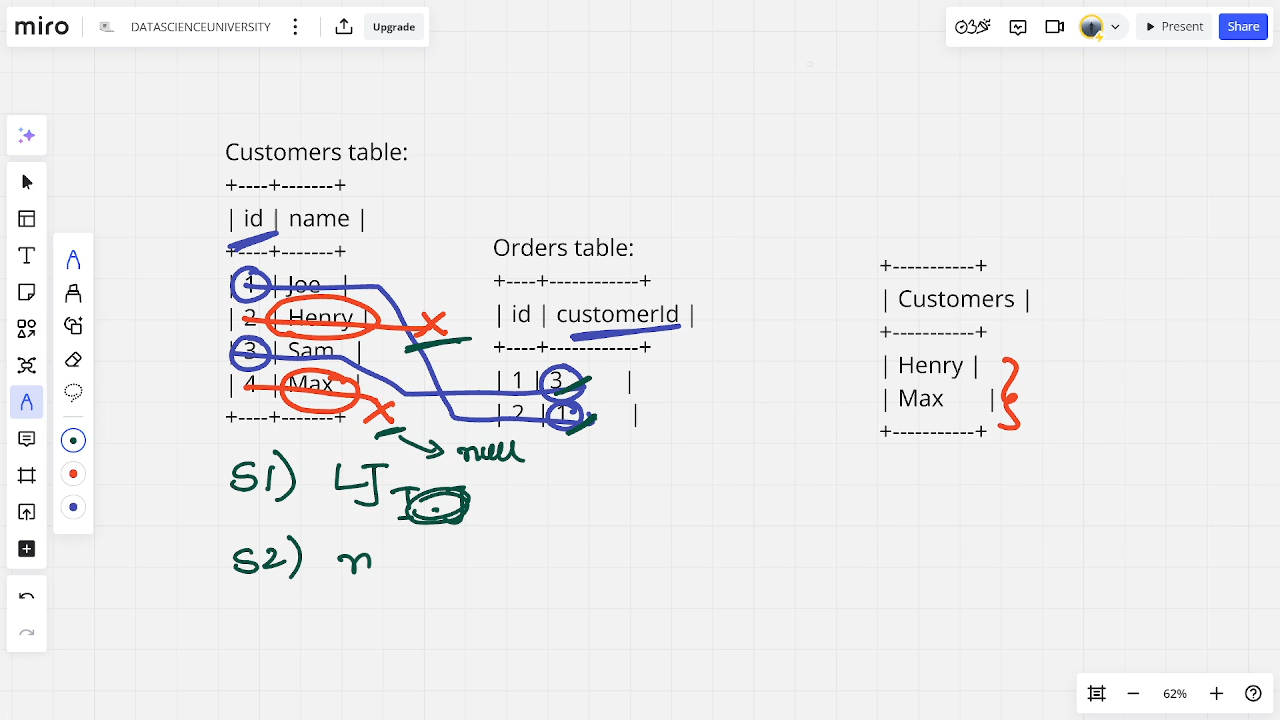 miro
DATASCIENCEUNIVERSITY
Upgrade
Present
Share
Customers table:
+----+-------+
| id | name |
+----+-------+
| 1 | Joe |
| 2 | Henry |
| 3 | Sam |
| 4 | Max |
+----+-------+
Orders table:
+----+------------+
| id | customerId |
+----+------------+
| 1 | 3 |
| 2 | 1 |
+-----------+
| Customers |
+-----------+
| Henry |
| Max |
+-----------+
null
S1) LJ
S2) n
62%